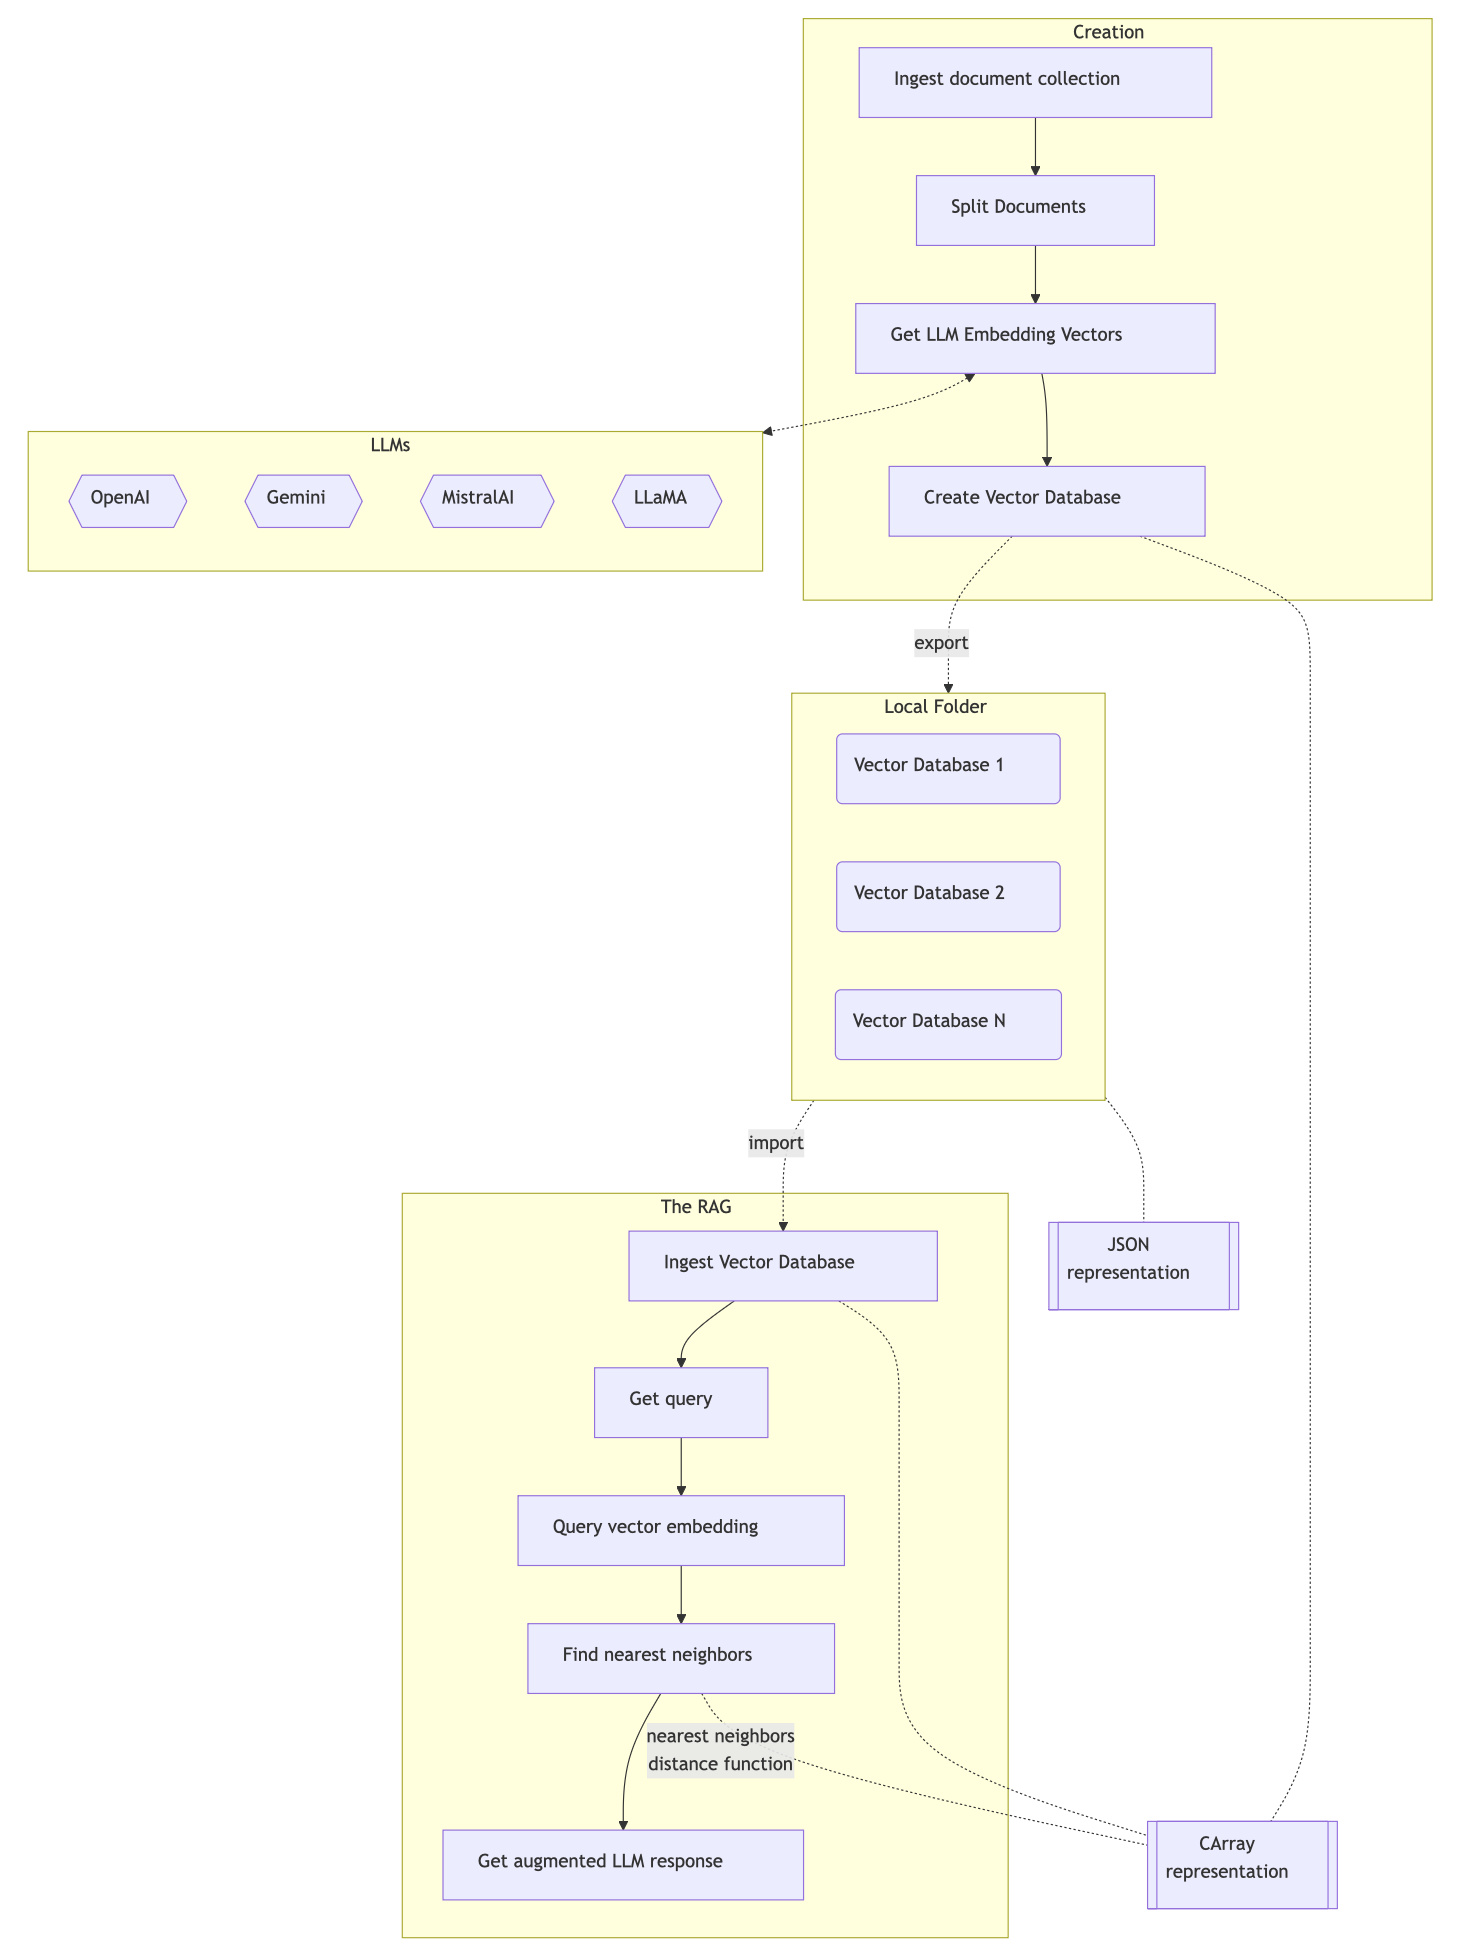 Creation
Ingest document collection
Split Documents
Get LLM Embedding Vectors
LLMs
OpenAI
Gemini
MistralAI
LLaMA
Create Vector Database
export
Local Folder
Vector Database 1
Vector Database 2
Vector Database N
import
The RAG
Ingest Vector Database
JSON
representation
Get query
Query vector embedding
Find nearest neighbors
nearest neighbors
distance function
CArray
representation
Get augmented LLM response